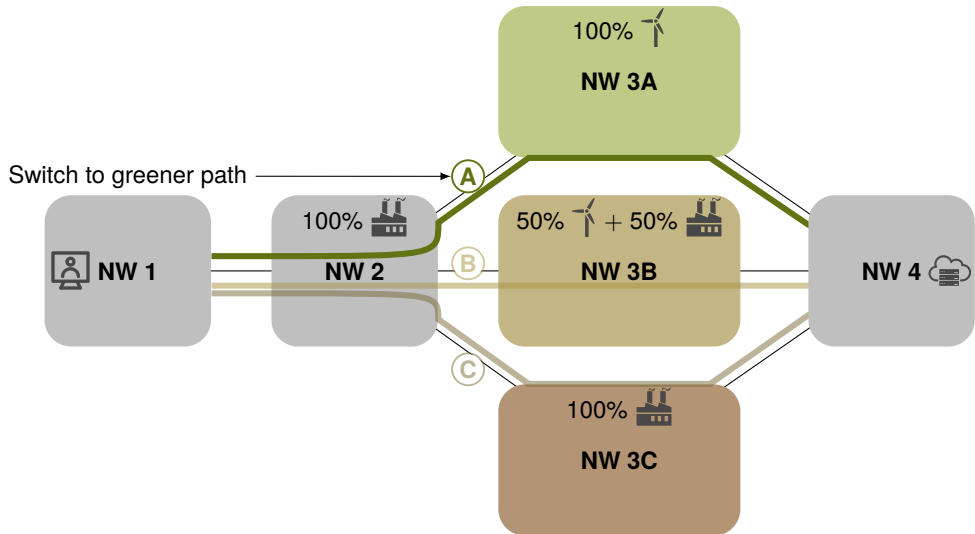 100%
NW 3A
Switch to greener path
A
100%
50% + 50%
NW 1
NW 2
B
NW 3B
NW 4
C
100%
NW 3C